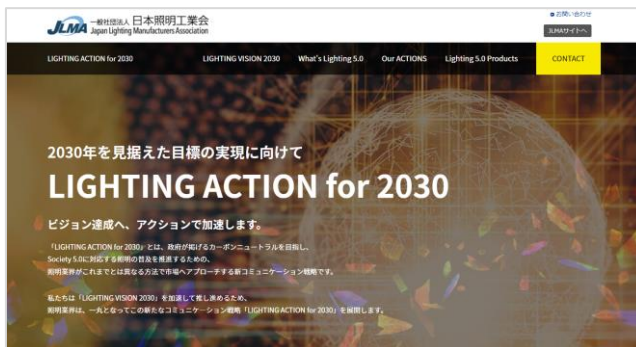 お問い合わせ
JLMA 一般社団法人 日本照明工業会
Japan Lighting Manufacturers Association
JLMAサイトへ
LIGHTING ACTION for 2030 LIGHTING VISION 2030 What's Lighting 5.0 Our ACTIONS Lighting 5.0 Products CONTACT
2030年を見据えた目標の実現に向けて
LIGHTING ACTION for 2030
ビジョン達成へ、アクションで加速します。
「LIGHTING ACTION for 2030」とは、政府が掲げるカーボンニュートラルを目指し、
Society 5.0に対応する照明の普及を推進するための、
照明業界がこれまでとは異なる方法で市場へアプローチする新コミュニケーション戦略です。
私たちは「LIGHTING VISION 2030」を加速して推し進めるため、
照明業界は、一丸となってこの新たなコミュニケーション戦略「LIGHTING ACTION for 2030」を展開します。